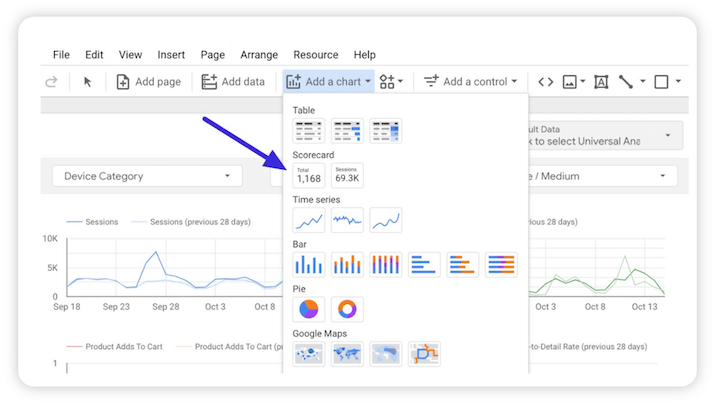 File Edit View Insert Page Arrange Resource Help
Add page Add data Add a chart Add a control
Table
ult Data
k to select Universal Ana
Scorecard
Total
1,168
Sessions
69.3K
Device Category
e / Medium
Time series
Sessions Sessions (previous 28 days)
ious 28 days)
10K
5K
0
Sep 18 Sep 23 Sep 28 Oct 3 Oct 8
Oct 3 Oct 8 Oct 13
Bar
Pie
Google Maps
Product Adds To Cart Product Adds To Cart (pr
-to-Detail Rate (previous 28 days)
1